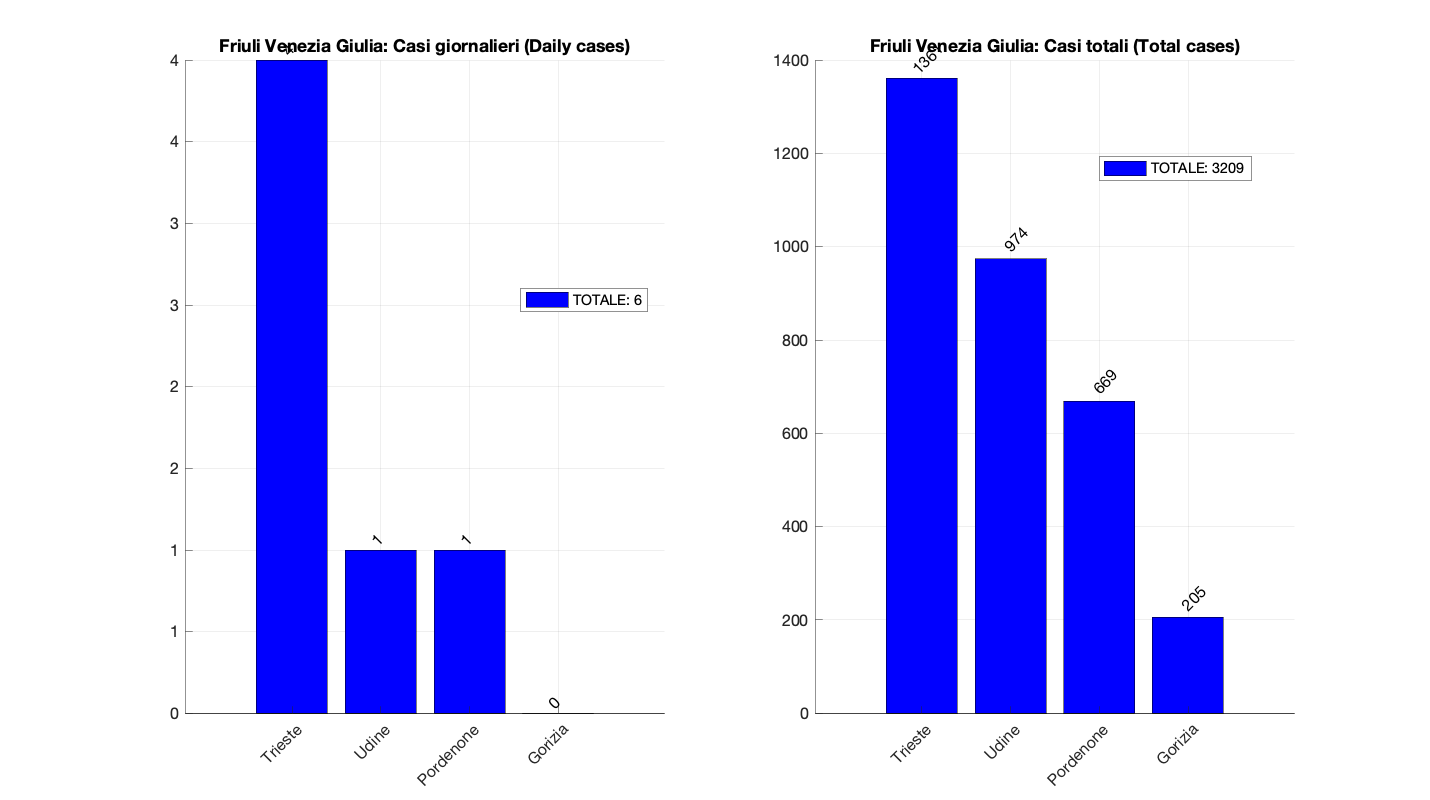 Friuli Venezia Giulia: Casi giornalieri (Daily cases)
4
4
3
3
2
2
1
1
0
1
1
0
TOTALE: 6
Trieste
Udine
Pordenone
Gorizia
Friuli Venezia Giulia: Casi totali (Total cases)
1400
1200
1000
800
600
400
200
0
974
669
205
TOTALE: 3209
Trieste
Udine
Pordenone
Gorizia